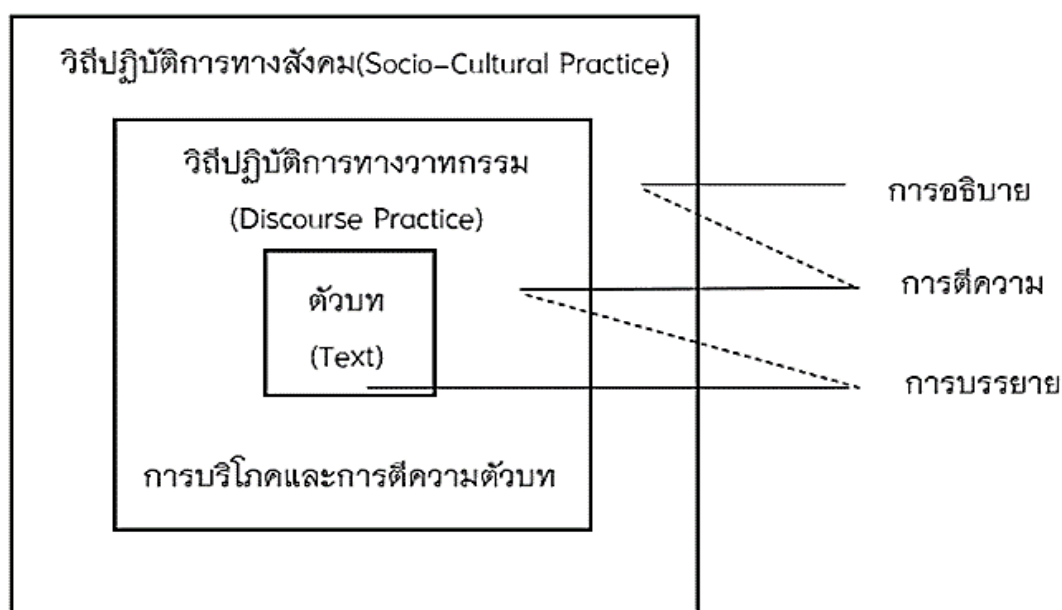 วิถีปฏิบัติการทางสังคม(Socio-Cultural Practice)
วิถีปฏิบัติการทางวาทกรรม
(Discourse Practice)
ตัวบท
(Text)
การบริโภคและการตีความตัวบท
การอธิบาย
การตีความ
การบรรยาย